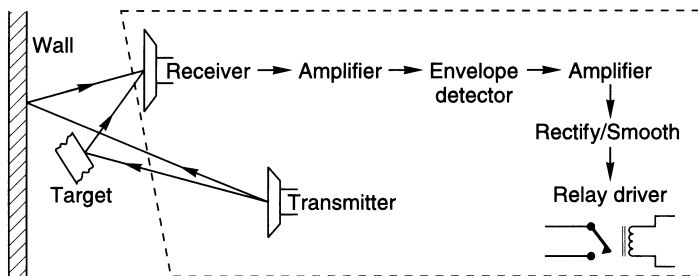 Wall
Receiver
Amplifier
Envelope
detector
Amplifier
Rectify/Smooth
Target
Transmitter
Relay driver